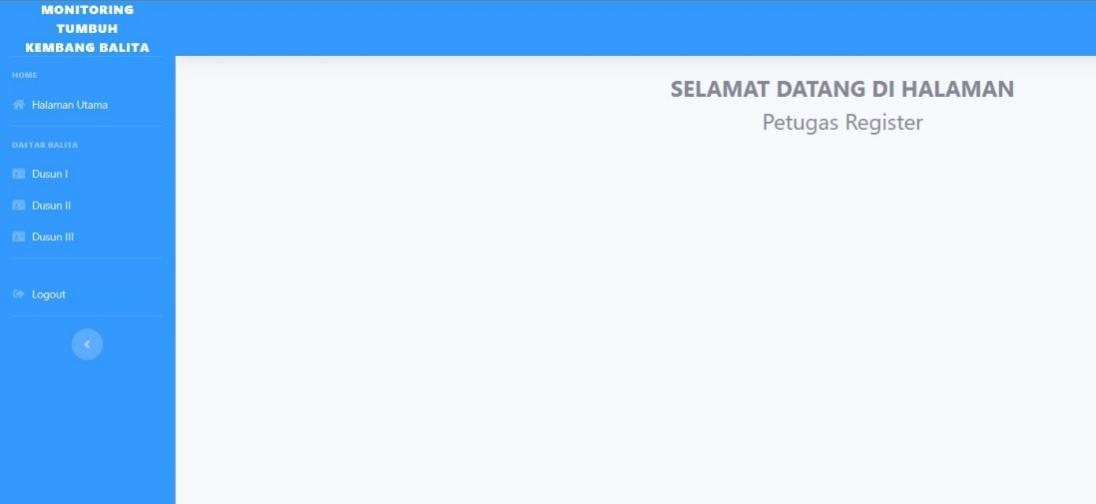 MONITORING
TUMBUH
KEMBANG BALITA
HOME
Halaman Utama
DAFTAR BALITA
Dusun I
Dusun II
Dusun III
Logout
SELAMAT DATANG DI HALAMAN
Petugas Register